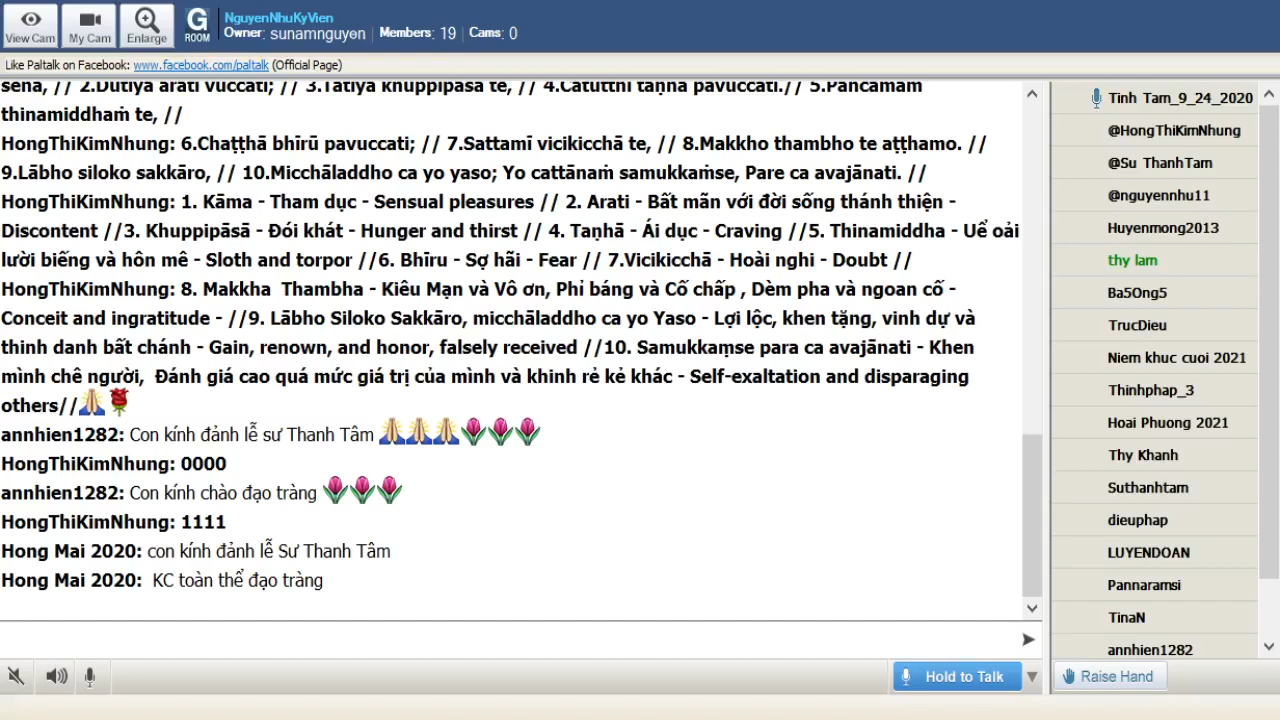 View Cam
My Cam
Enlarge
G
ROOM
NguyenNhuKyVien
Owner: sunamnguyen | Members: 19 | Cams: 0
Like Paltalk on Facebook: www.facebook.com/paltalk (Official Page)
senā, // 2.Dutiyā arati vuccati; // 3.Tatiyā khuppipāsā te, // 4.Catutthī taṇhā pavuccati.// 5.Pañcamaṁ
thinamiddhaṁ te, //
HongThiKimNhung: 6.Chaṭṭhā bhīrū pavuccati; // 7.Sattamī vicikicchā te, // 8.Makkho thambho te aṭṭhamo. //
9.Lābho siloko sakkāro, // 10.Micchāladdho ca yo yaso; Yo cattānaṁ samukkaṁse, Pare ca avajānati. //
HongThiKimNhung: 1. Kāma - Tham dục - Sensual pleasures // 2. Arati - Bất mãn với đời sống thánh thiện -
Discontent //3. Khuppipāsā - Đói khát - Hunger and thirst // 4. Taṇhā - Ái dục - Craving //5. Thinamiddha - Uể oải
lười biếng và hôn mê - Sloth and torpor //6. Bhīru - Sợ hãi - Fear // 7.Vicikicchā - Hoài nghi - Doubt //
HongThiKimNhung: 8. Makkha  Thambha - Kiêu Mạn và Vô ơn, Phỉ báng và Cố chấp , Dèm pha và ngoan cố -
Conceit and ingratitude - //9. Lābho Siloko Sakkāro, micchāladdho ca yo Yaso - Lợi lộc, khen tặng, vinh dự và
thinh danh bất chánh - Gain, renown, and honor, falsely received //10. Samukkaṃse para ca avajānati - Khen
mình chê người,  Đánh giá cao quá mức giá trị của mình và khinh rẻ kẻ khác - Self-exaltation and disparaging
others//🙏🌹
annhien1282: Con kính đảnh lễ sư Thanh Tâm 🙏🙏🙏🌷🌷🌷
HongThiKimNhung: 0000
annhien1282: Con kính chào đạo tràng 🌷🌷🌷
HongThiKimNhung: 1111
Hong Mai 2020: con kính đảnh lễ Sư Thanh Tâm
Hong Mai 2020:  KC toàn thể đạo tràng
Hold to Talk
Tinh Tam_9_24_2020
@HongThiKimNhung
@Su ThanhTam
@nguyennhu11
Huyenmong2013
thy lam
Ba5Ong5
TrucDieu
Niem khuc cuoi 2021
Thinhphap_3
Hoai Phuong 2021
Thy Khanh
Suthanhtam
dieuphap
LUYENDOAN
Pannaramsi
TinaN
annhien1282
Raise Hand